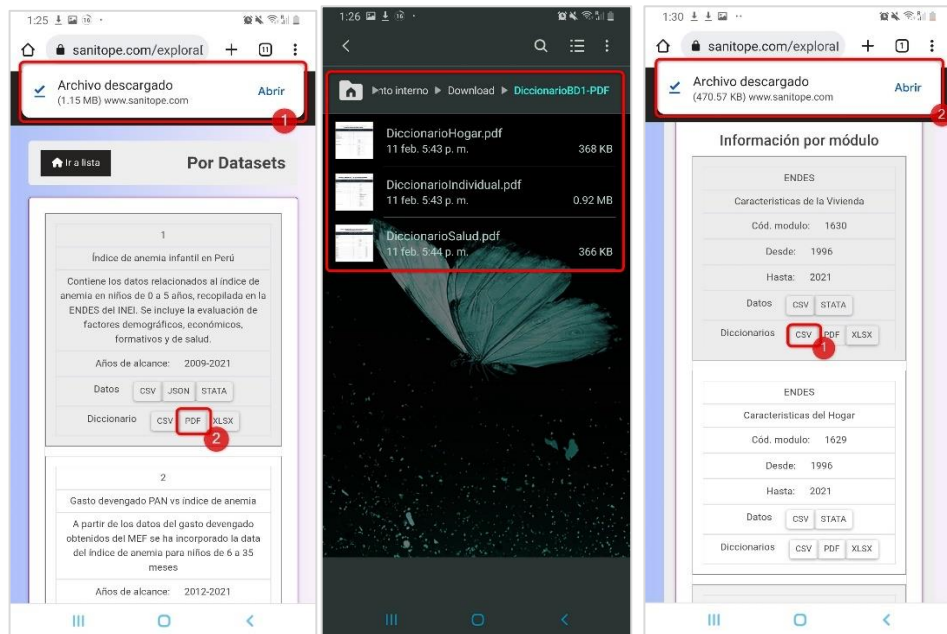 1:25
sanitope.com/explorat
11
Archivo descargado
(1.15 MB) www.sanitope.com
Abrir
1
Ir a lista
Por Datasets
1
Índice de anemia infantil en Perú
Contiene los datos relacionados al índice de
anemia en niños de 0 a 5 años, recopilada en la
ENDES del INEI. Se incluye la evaluación de
factores demográficos, económicos,
formativos y de salud.
Años de alcance: 2009-2021
Datos CSV JSON STATA
Diccionario CSV PDF XLSX
2
2
Gasto devengado PAN vs índice de anemia
A partir de los datos del gasto devengado
obtenidos del MEF se ha incorporado la data
del índice de anemia para niños de 6 a 35
meses
Años de alcance: 2012-2021
1:26
nto interno Download DiccionarioBD1-PDF
DiccionarioHogar.pdf
11 feb. 5:43 p. m. 368 KB
DiccionarioIndividual.pdf
11 feb. 5:43 p. m. 0.92 MB
DiccionarioSalud.pdf
11 feb. 5:44 p. m. 366 KB
1:30
sanitope.com/explorat
1
Archivo descargado
(470.57 KB) www.sanitope.com
Abrir
2
Información por módulo
ENDES
Caracteristicas de la Vivienda
Cód. modulo: 1630
Desde: 1996
Hasta: 2021
Datos CSV STATA
Diccionarios CSV PDF XLSX
1
ENDES
Caracteristicas del Hogar
Cód. modulo: 1629
Desde: 1996
Hasta: 2021
Datos CSV STATA
Diccionarios CSV PDF XLSX